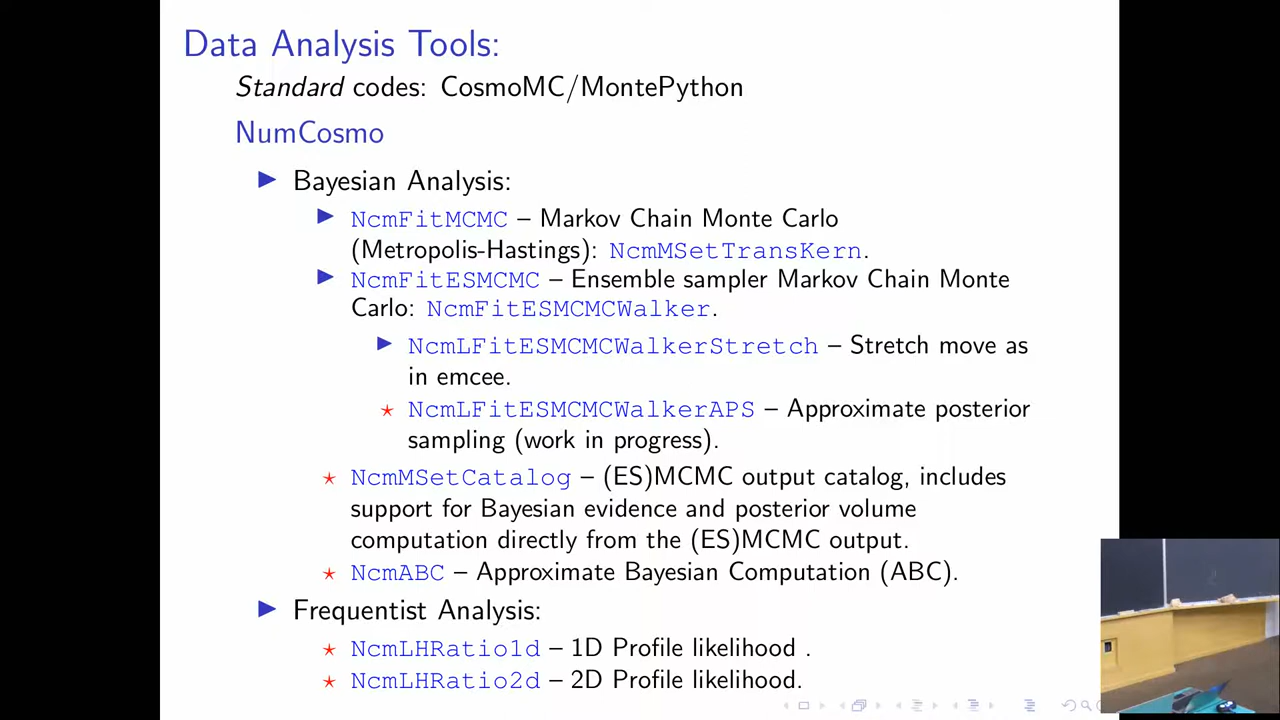 Data Analysis Tools:
Standard codes: CosmoMC/MontePython
NumCosmo
▶ Bayesian Analysis:
▶ NcmFitMCMC – Markov Chain Monte Carlo
(Metropolis-Hastings): NcmMSetTransKern.
▶ NcmFitESMCMC – Ensemble sampler Markov Chain Monte
Carlo: NcmFitESMCMCWalker.
▶ NcmLFitESMCMCWalkerStretch – Stretch move as
in emcee.
⋆ NcmLFitESMCMCWalkerAPS – Approximate posterior
sampling (work in progress).
⋆ NcmMSetCatalog – (ES)MCMC output catalog, includes
support for Bayesian evidence and posterior volume
computation directly from the (ES)MCMC output.
⋆ NcmABC – Approximate Bayesian Computation (ABC).
▶ Frequentist Analysis:
⋆ NcmLHRatio1d – 1D Profile likelihood .
⋆ NcmLHRatio2d – 2D Profile likelihood.